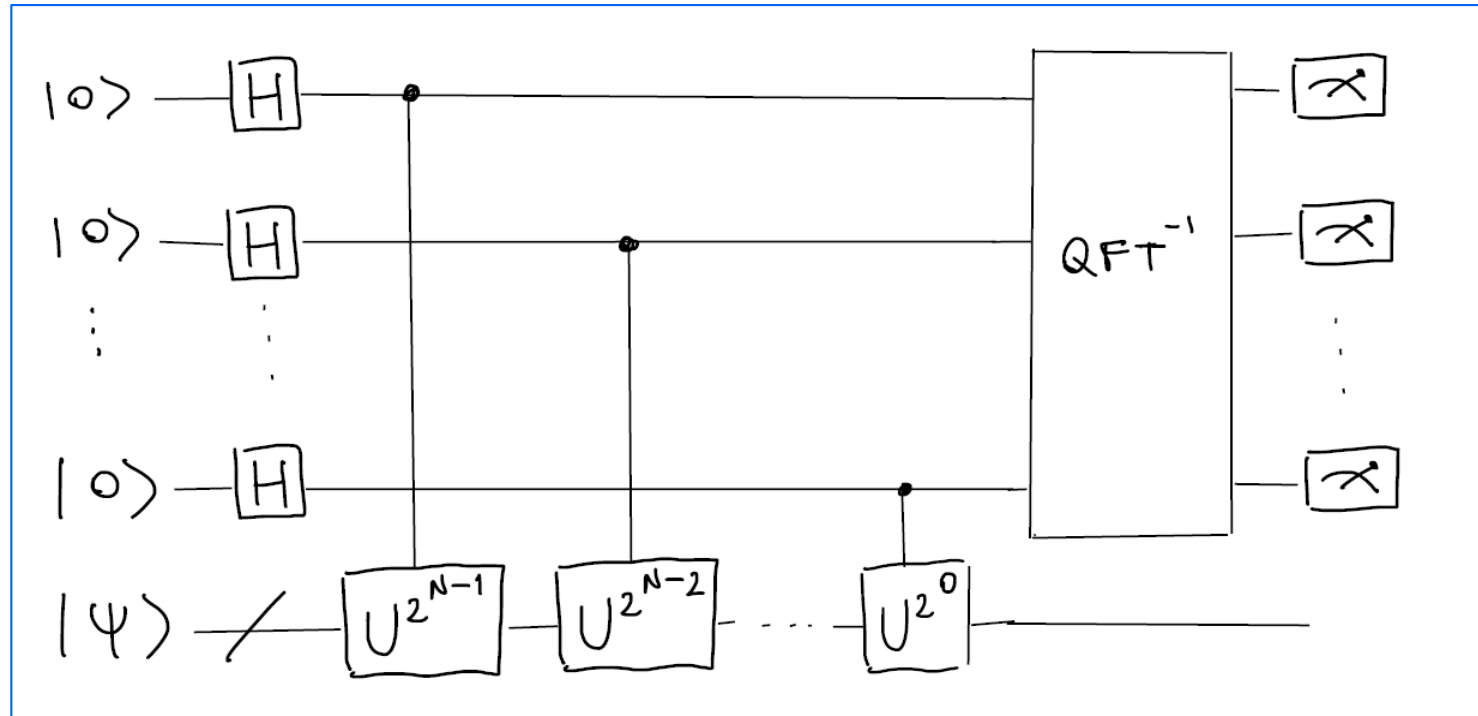 |0⟩ H
|0⟩ H QFT⁻¹
⋮
|0⟩ H
|ψ⟩ U^{2^{N-1}} U^{2^{N-2}} .... U^{2^0}